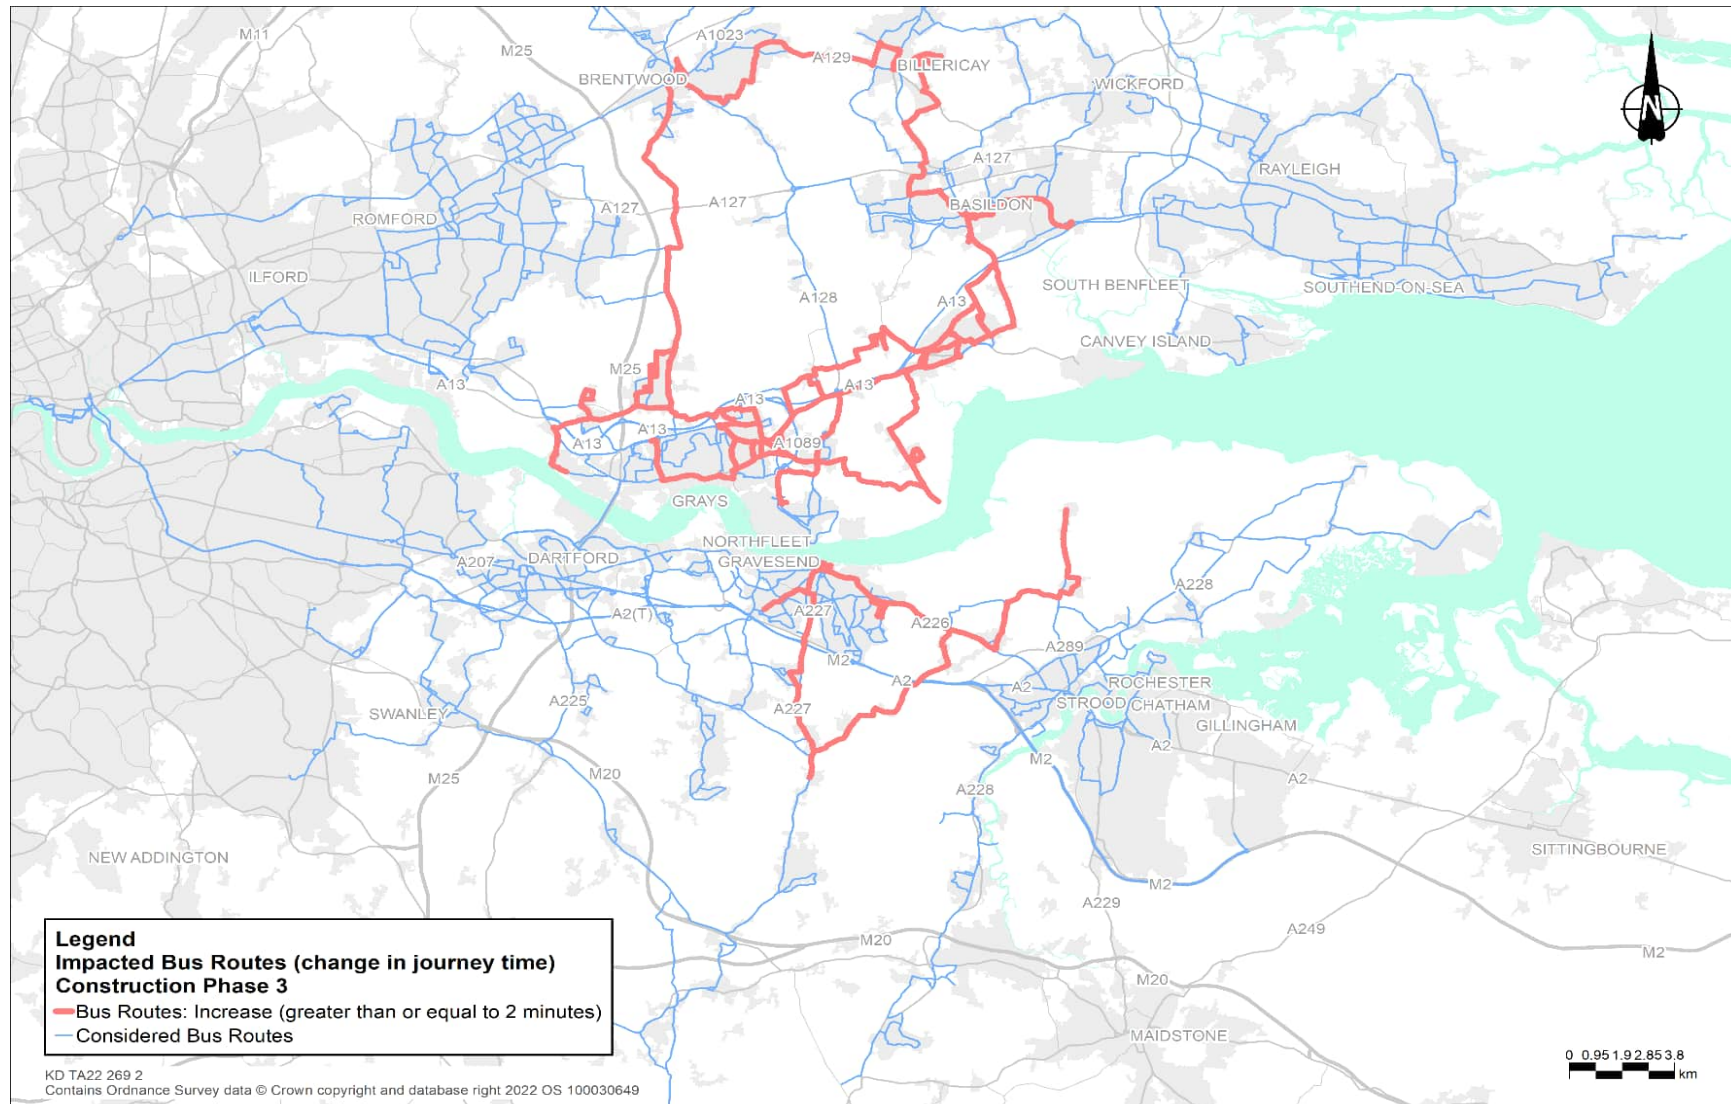 M11
A1023
M25
A129
BRENTWOOD
BILLERICAY
WICKFORD
N
A127
RAYLEIGH
A127
A127
BASILDON
ROMFORD
ILFORD
A128
A13
SOUTH BENFLEET
SOUTHEND-ON-SEA
CANVEY ISLAND
M25
A13
A13
A13
A13
A13
A1089
GRAYS
NORTHFLEET
DARTFORD
GRAVESEND
A207
A228
A2(T)
A227
A226
A289
M2
A2
A2
ROCHESTER
STROOD
CHATHAM
A225
A227
SWANLEY
GILLINGHAM
A2
M2
M25
M20
A2
A228
NEW ADDINGTON
SITTINGBOURNE
M2
A229
A249
M20
M2
M20
MAIDSTONE
Legend
Impacted Bus Routes (change in journey time)
Construction Phase 3
Bus Routes: Increase (greater than or equal to 2 minutes)
Considered Bus Routes
0 0.95 1.9 2.85 3.8
km
KD TA22 269 2
Contains Ordnance Survey data © Crown copyright and database right 2022 OS 100030649